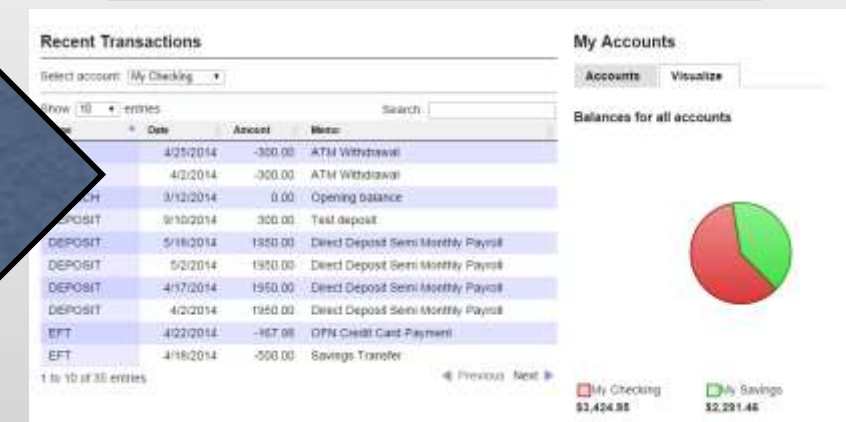 Recent Transactions
Select account: My Checking
Show 10 entries
Search:
Date Amount Memo
4/25/2014 -300.00 ATM Withdrawal
4/2/2014 -300.00 ATM Withdrawal
3/12/2014 0.00 Opening balance
DEPOSIT 9/10/2014 300.00 Test deposit
DEPOSIT 5/16/2014 1950.00 Direct Deposit Semi Monthly Payroll
DEPOSIT 5/2/2014 1950.00 Direct Deposit Semi Monthly Payroll
DEPOSIT 4/17/2014 1950.00 Direct Deposit Semi Monthly Payroll
DEPOSIT 4/2/2014 1950.00 Direct Deposit Semi Monthly Payroll
EFT 4/22/2014 Credit Card Payment
EFT 4/18/2014 -500.00 Savings Transfer
1 to 10 of 35 entries
Previous Next
My Accounts
Accounts Visualize
Balances for all accounts
My Checking My Savings
$3,424.95 $2,291.46